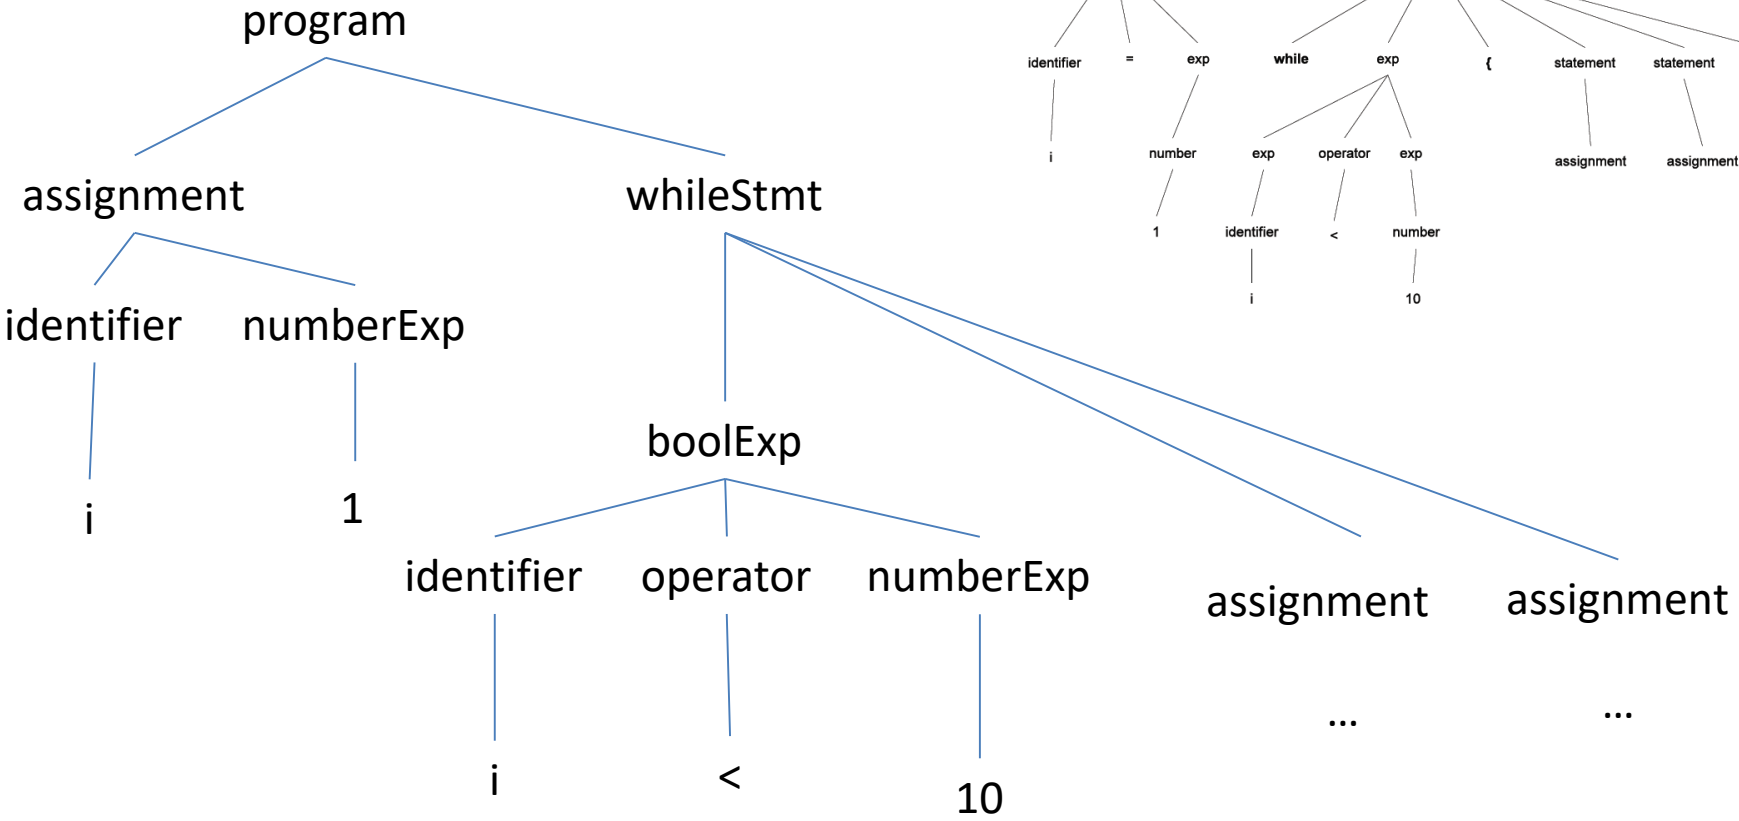 program
identifier = exp while exp { statement statement
assignment whileStmt
i number exp operator exp assignment assignment
1 identifier < number
i 10
identifier numberExp
i 1
boolExp
identifier operator numberExp assignment assignment
... ...
i < 10